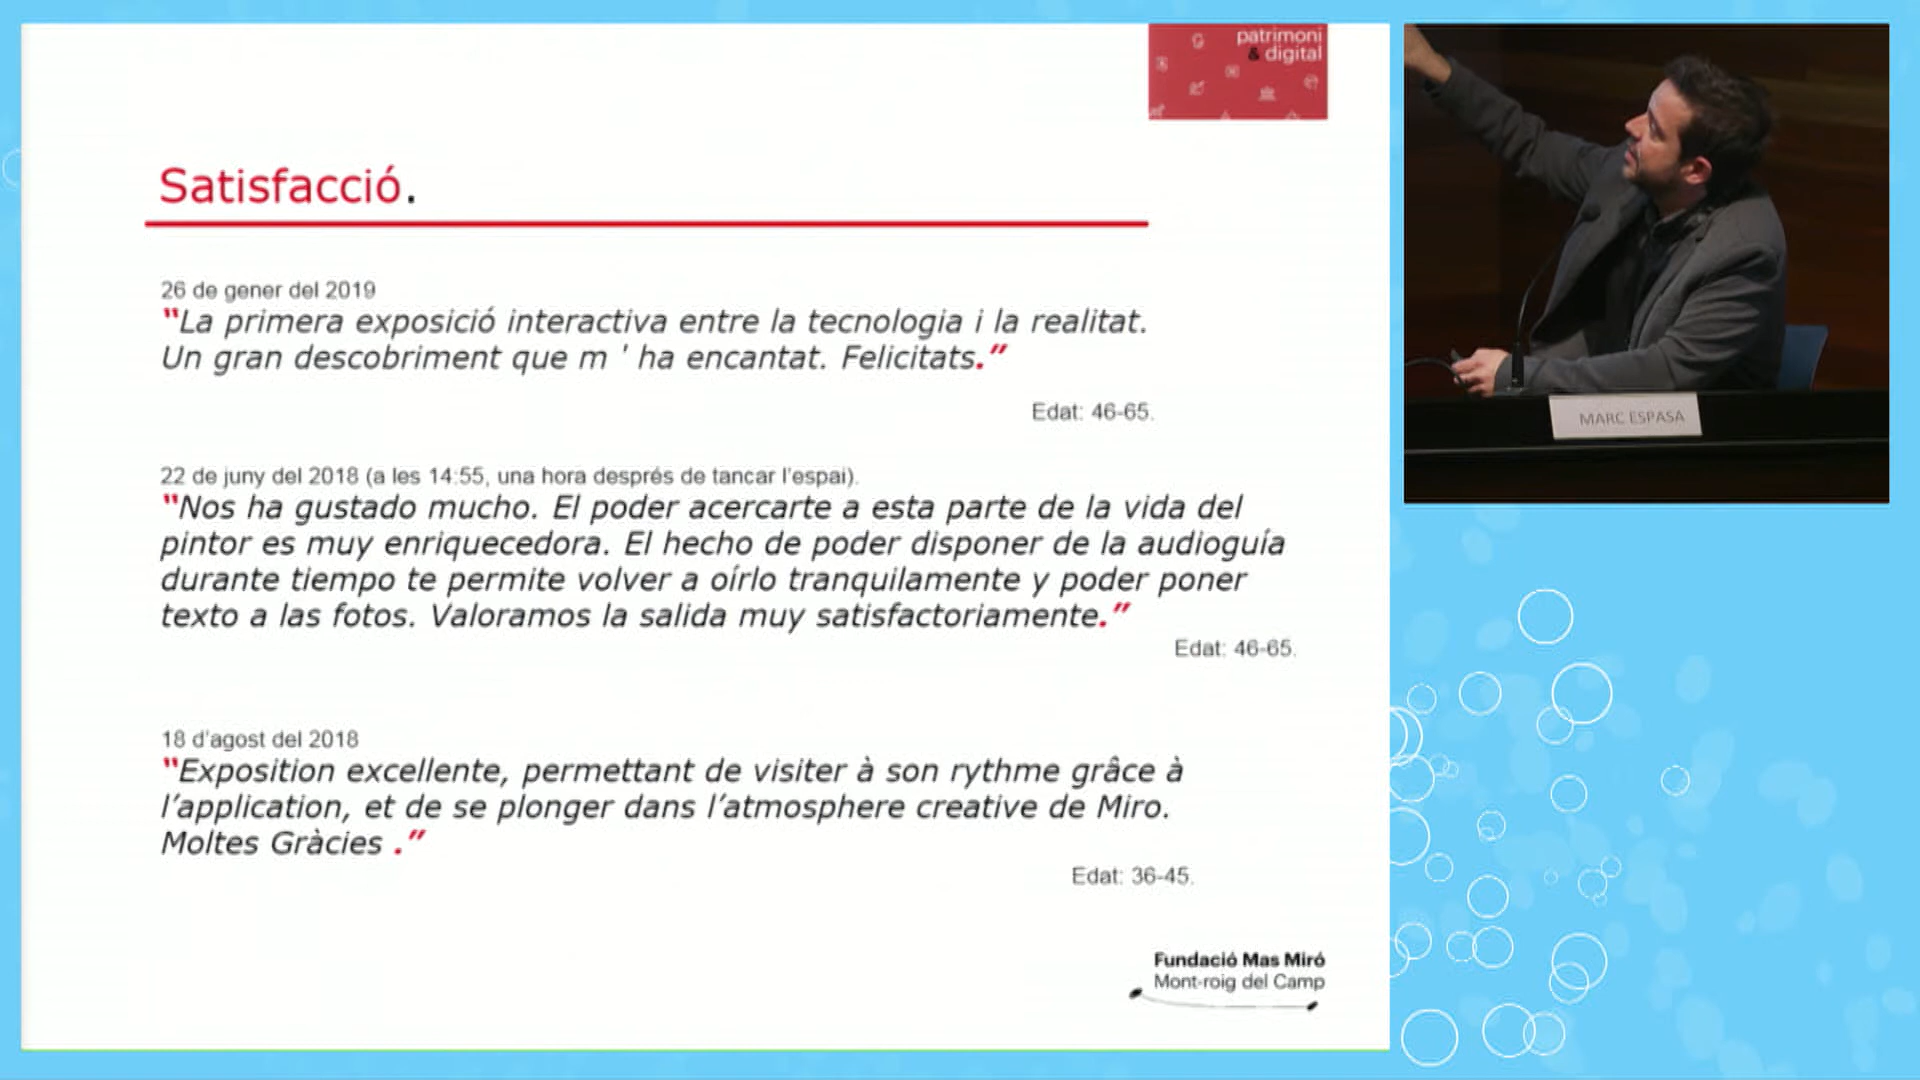 patrimoni
& digital
Satisfacció.
26 de gener del 2019
"La primera exposició interactiva entre la tecnologia i la realitat.
Un gran descobriment que m ' ha encantat. Felicitats.”
Edat: 46-65.
22 de juny del 2018 (a les 14:55, una hora després de tancar l'espai).
"Nos ha gustado mucho. El poder acercarte a esta parte de la vida del
pintor es muy enriquecedora. El hecho de poder disponer de la audioguía
durante tiempo te permite volver a oírlo tranquilamente y poder poner
texto a las fotos. Valoramos la salida muy satisfactoriamente.”
Edat: 46-65.
18 d'agost del 2018
"Exposition excellente, permettant de visiter à son rythme grâce à
l’application, et de se plonger dans l’atmosphere creative de Miro.
Moltes Gràcies .”
Edat: 36-45.
Fundació Mas Miró
Mont-roig del Camp
MARC ESPASA